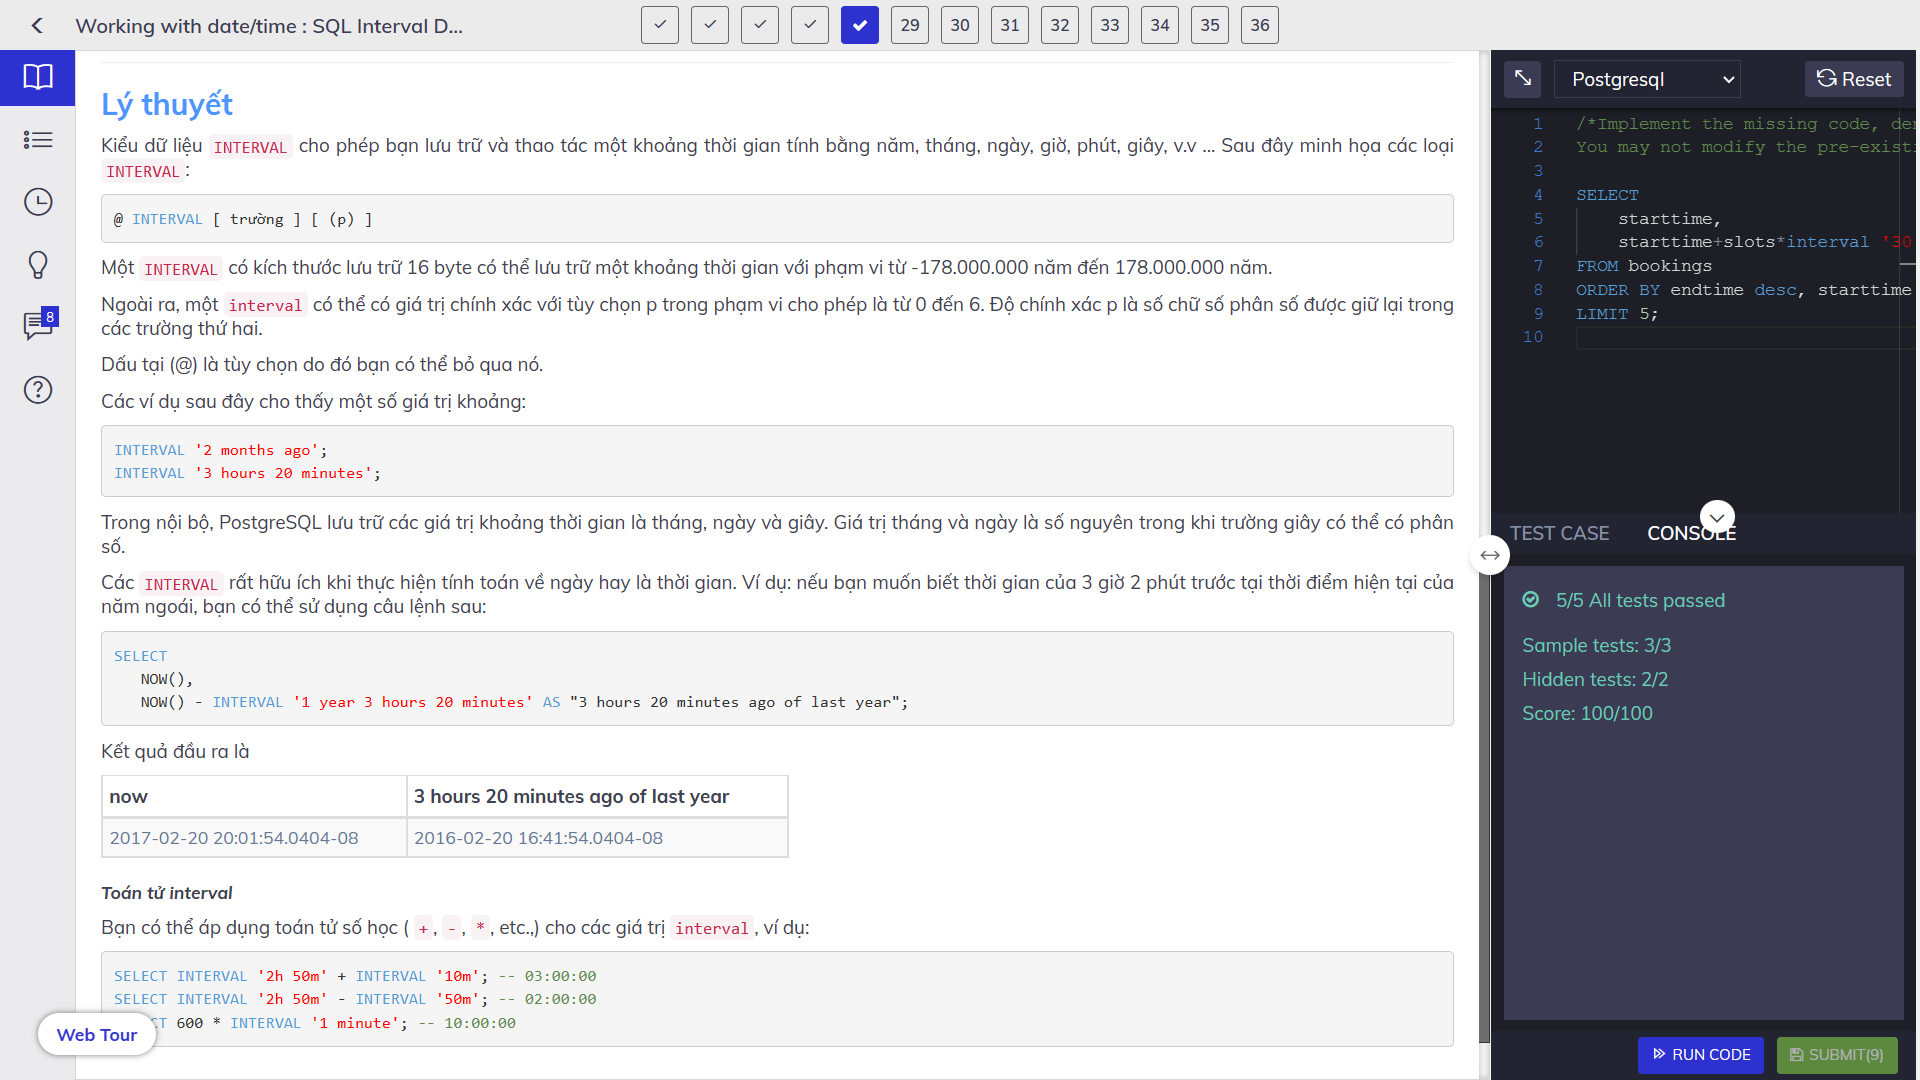 Working with date/time : SQL Interval D...
29 30 31 32 33 34 35 36
Lý thuyết
Kiểu dữ liệu INTERVAL cho phép bạn lưu trữ và thao tác một khoảng thời gian tính bằng năm, tháng, ngày, giờ, phút, giây, v.v ... Sau đây minh họa các loại
INTERVAL:
@ INTERVAL [ trường ] [ (p) ]
Một INTERVAL có kích thước lưu trữ 16 byte có thể lưu trữ một khoảng thời gian với phạm vi từ -178.000.000 năm đến 178.000.000 năm.
Ngoài ra, một interval có thể có giá trị chính xác với tùy chọn p trong phạm vi cho phép là từ 0 đến 6. Độ chính xác p là số chữ số phân số được giữ lại trong
các trường thứ hai.
Dấu tại (@) là tùy chọn do đó bạn có thể bỏ qua nó.
Các ví dụ sau đây cho thấy một số giá trị khoảng:
INTERVAL '2 months ago';
INTERVAL '3 hours 20 minutes';
Trong nội bộ, PostgreSQL lưu trữ các giá trị khoảng thời gian là tháng, ngày và giây. Giá trị tháng và ngày là số nguyên trong khi trường giây có thể có phân
số.
Các INTERVAL rất hữu ích khi thực hiện tính toán về ngày hay là thời gian. Ví dụ: nếu bạn muốn biết thời gian của 3 giờ 2 phút trước tại thời điểm hiện tại của
năm ngoái, bạn có thể sử dụng câu lệnh sau:
SELECT
NOW(),
NOW() - INTERVAL '1 year 3 hours 20 minutes' AS "3 hours 20 minutes ago of last year";
Kết quả đầu ra là
now 3 hours 20 minutes ago of last year
2017-02-20 20:01:54.0404-08 2016-02-20 16:41:54.0404-08
Toán tử interval
Bạn có thể áp dụng toán tử số học ( +, -, *, etc.,) cho các giá trị interval, ví dụ:
SELECT INTERVAL '2h 50m' + INTERVAL '10m'; -- 03:00:00
SELECT INTERVAL '2h 50m' - INTERVAL '50m'; -- 02:00:00
T 600 * INTERVAL '1 minute'; -- 10:00:00
8
Web Tour
Postgresql
Reset
1 /*Implement the missing code, de
2 You may not modify the pre-exist
3
4 SELECT
5 starttime,
6 starttime+slots*interval '30
7 FROM bookings
8 ORDER BY endtime desc, starttime
9 LIMIT 5;
10
TEST CASE CONSOLE
5/5 All tests passed
Sample tests: 3/3
Hidden tests: 2/2
Score: 100/100
RUN CODE SUBMIT(9)